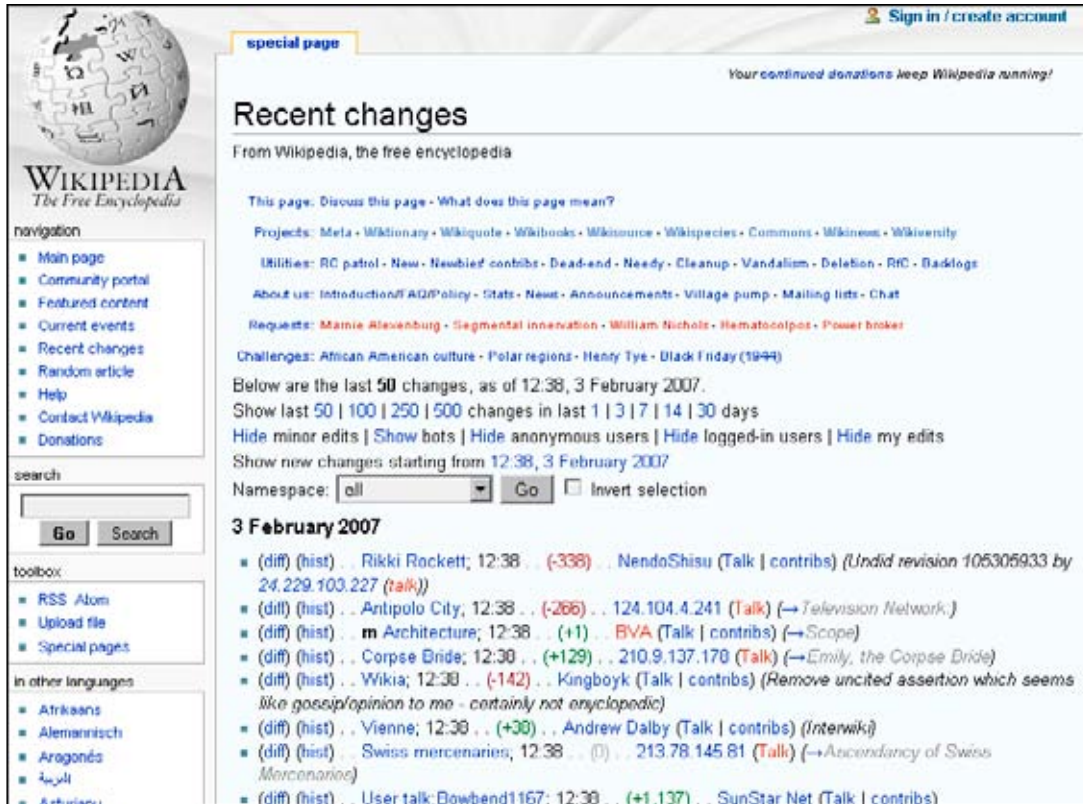 Sign in / create account
special page
Your continued donations keep Wikipedia running!
Recent changes
From Wikipedia, the free encyclopedia
WIKIPEDIA
The Free Encyclopedia
navigation
Main page
Community portal
Featured content
Current events
Recent changes
Random article
Help
Contact Wikipedia
Donations
search
Go Search
toolbox
RSS Atom
Upload file
Special pages
in other languages
Afrikaans
Alemannisch
Aragonés
العربية
Asturianu
This page: Discuss this page - What does this page mean?
Projects: Meta - Wiktionary - Wikiquote - Wikibooks - Wikisource - Wikispecies - Commons - Wikinews - Wikiversity
Utilities: RC patrol - New - Newbies' contribs - Dead-end - Needy - Cleanup - Vandalism - Deletion - RfC - Backlogs
About us: Introduction/FAQ/Policy - Stats - News - Announcements - Village pump - Mailing lists - Chat
Requests: Marnie Alexenburg - Segmental innervation - William Nichols - Hematocolpos - Power broker
Challenges: African American culture - Polar regions - Henry Tye - Black Friday (1944)
Below are the last 50 changes, as of 12:38, 3 February 2007.
Show last 50 | 100 | 250 | 500 changes in last 1 | 3 | 7 | 14 | 30 days
Hide minor edits | Show bots | Hide anonymous users | Hide logged-in users | Hide my edits
Show new changes starting from 12:38, 3 February 2007
Namespace: all Go Invert selection
3 February 2007
(diff) (hist) . . Rikki Rockett; 12:38 . . (-338) . . NendoShisu (Talk | contribs) (Undid revision 105305933 by
24.229.103.227 (talk))
(diff) (hist) . . Antipolo City; 12:38 . . (-266) . . 124.104.4.241 (Talk) (→Television Network:)
(diff) (hist) . . m Architecture; 12:38 . . (+1) . . BVA (Talk | contribs) (→Scope)
(diff) (hist) . . Corpse Bride; 12:38 . . (+129) . . 210.9.137.178 (Talk) (→Emily, the Corpse Bride)
(diff) (hist) . . Wikia; 12:38 . . (-142) . . Kingboyk (Talk | contribs) (Remove uncited assertion which seems
like gossip/opinion to me - certainly not enyclopedic)
(diff) (hist) . . Vienne; 12:38 . . (+38) . . Andrew Dalby (Talk | contribs) (Interwiki)
(diff) (hist) . . Swiss mercenaries; 12:38 . . (0) . . 213.78.145.81 (Talk) (→Ascendancy of Swiss
Mercenaries)
(diff) (hist) . . User talk:Bowbend1167; 12:38 . . (+1,137) . . SunStar Net (Talk | contribs)